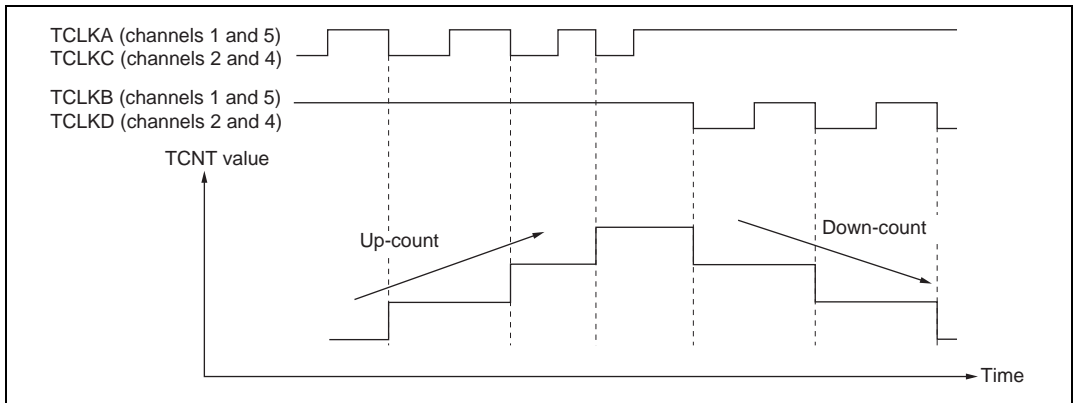 TCLKA (channels 1 and 5)
TCLKC (channels 2 and 4)
TCLKB (channels 1 and 5)
TCLKD (channels 2 and 4)
TCNT value
Up-count
Down-count
Time